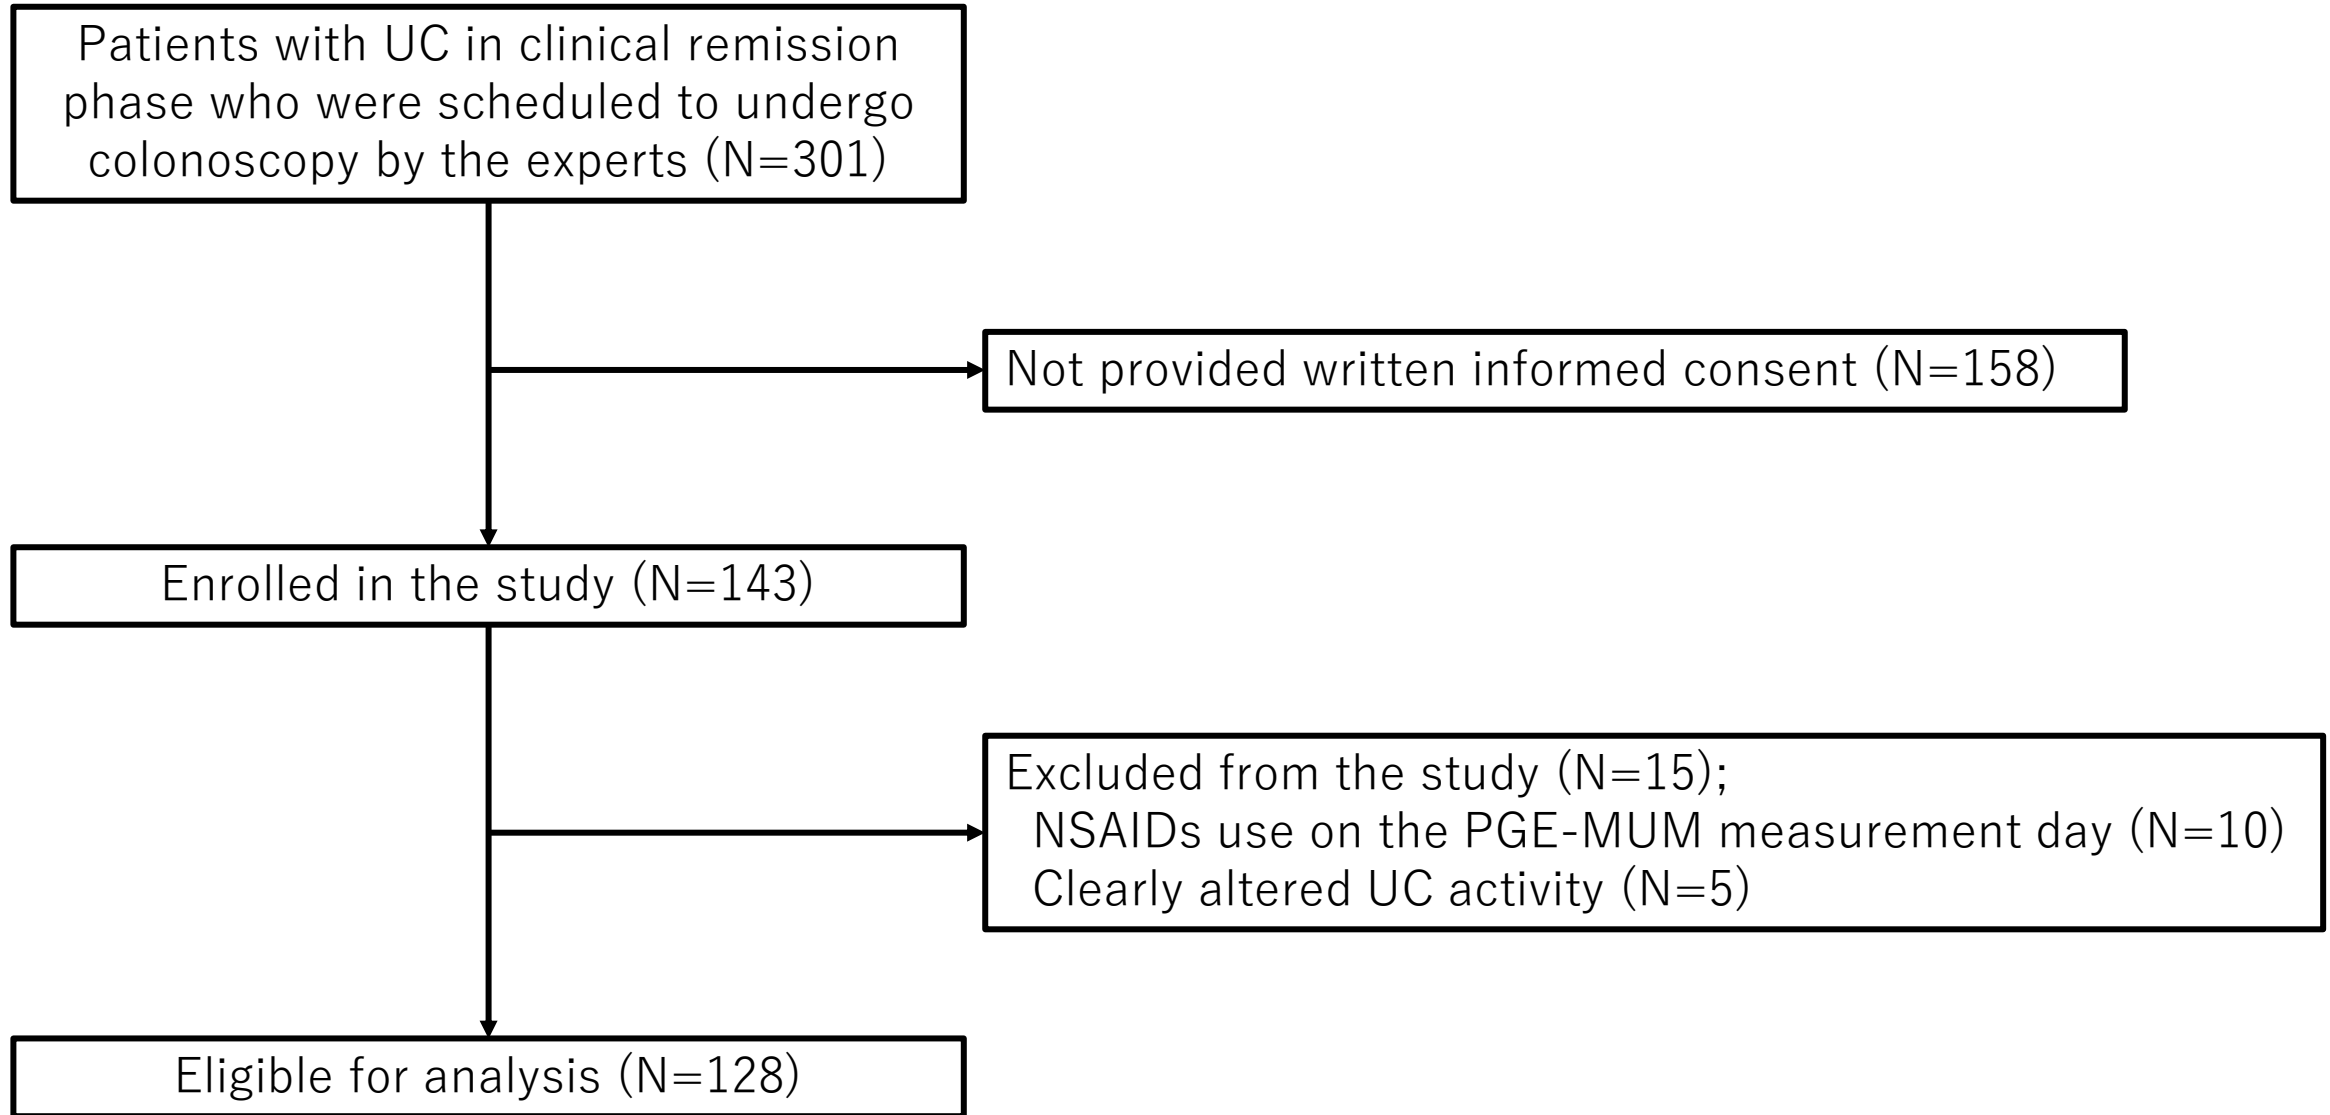 Patients with UC in clinical remission
phase who were scheduled to undergo
colonoscopy by the experts (N=301)
Not provided written informed consent (N=158)
Enrolled in the study (N=143)
Excluded from the study (N=15);
NSAIDs use on the PGE-MUM measurement day (N=10)
Clearly altered UC activity (N=5)
Eligible for analysis (N=128)